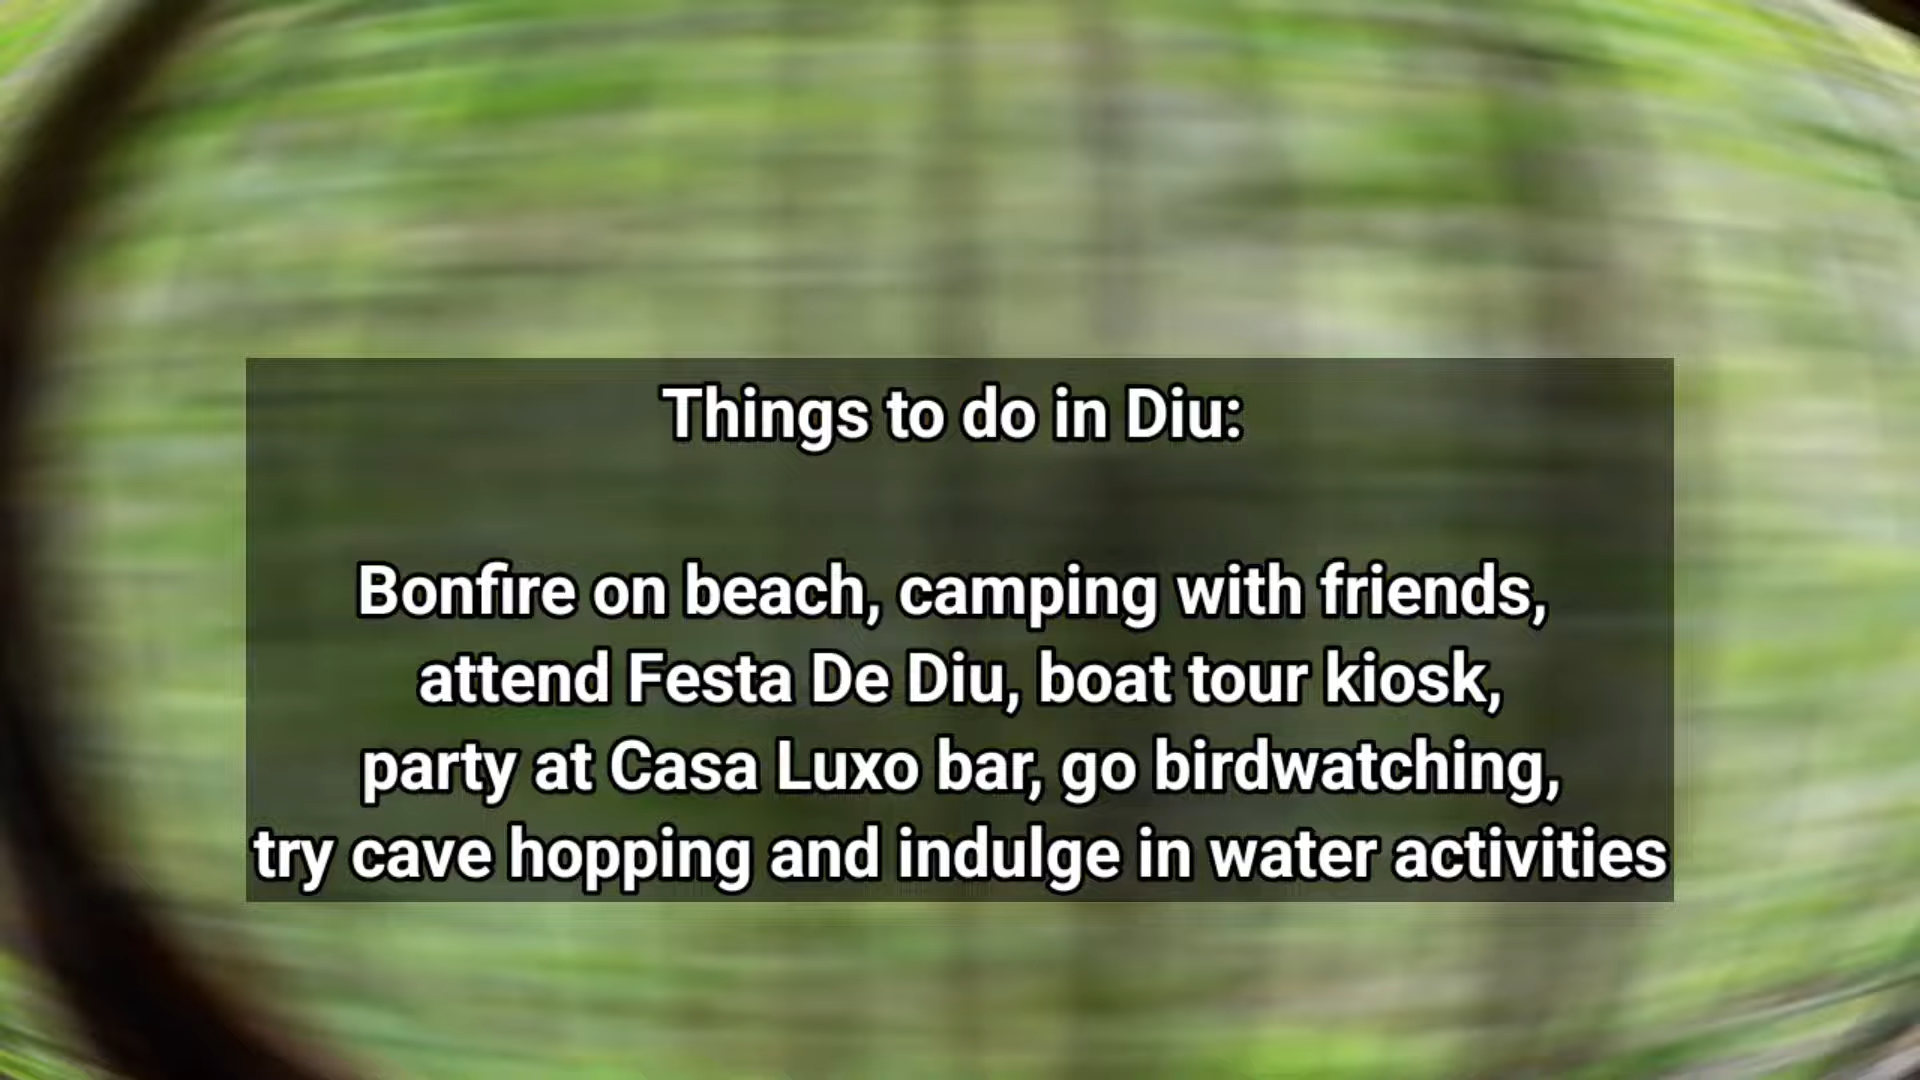 Things to do in Diu:
Bonfire on beach, camping with friends,
attend Festa De Diu, boat tour kiosk,
party at Casa Luxo bar, go birdwatching,
try cave hopping and indulge in water activities